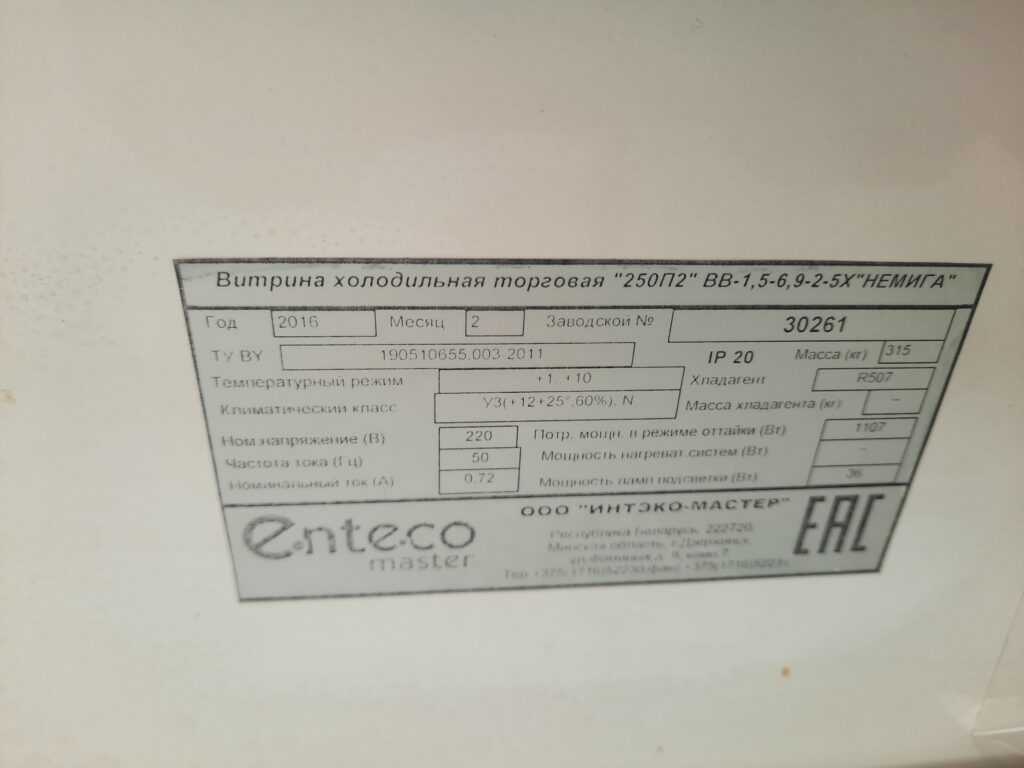 Витрина холодильная торговая "250П2" ВВ-1,5-6,9-2-5Х"НЕМИГА"
Год 2016 Месяц 2 Заводской № 30261
ТУ BY 190510655.003-2011 IP 20 Масса (кг) 315
Температурный режим +1..+10 Хладагент R507
Климатический класс У3(+12+25°,60%). N Масса хладагента (кг) -
Ном.напряжение (В) 220 Потр. мощн. в режиме оттайки (Вт) 1107
Частота тока (Гц) 50 Мощность нагреват.систем (Вт) -
Номинальный ток (А) 0.72 Мощность ламп подсветки (Вт) 36
enteco
master
ООО "ИНТЭКО-МАСТЕР"
Республика Беларусь, 222720,
Минская область, г.Дзержинск,
ул.Фоминых д.
EAC